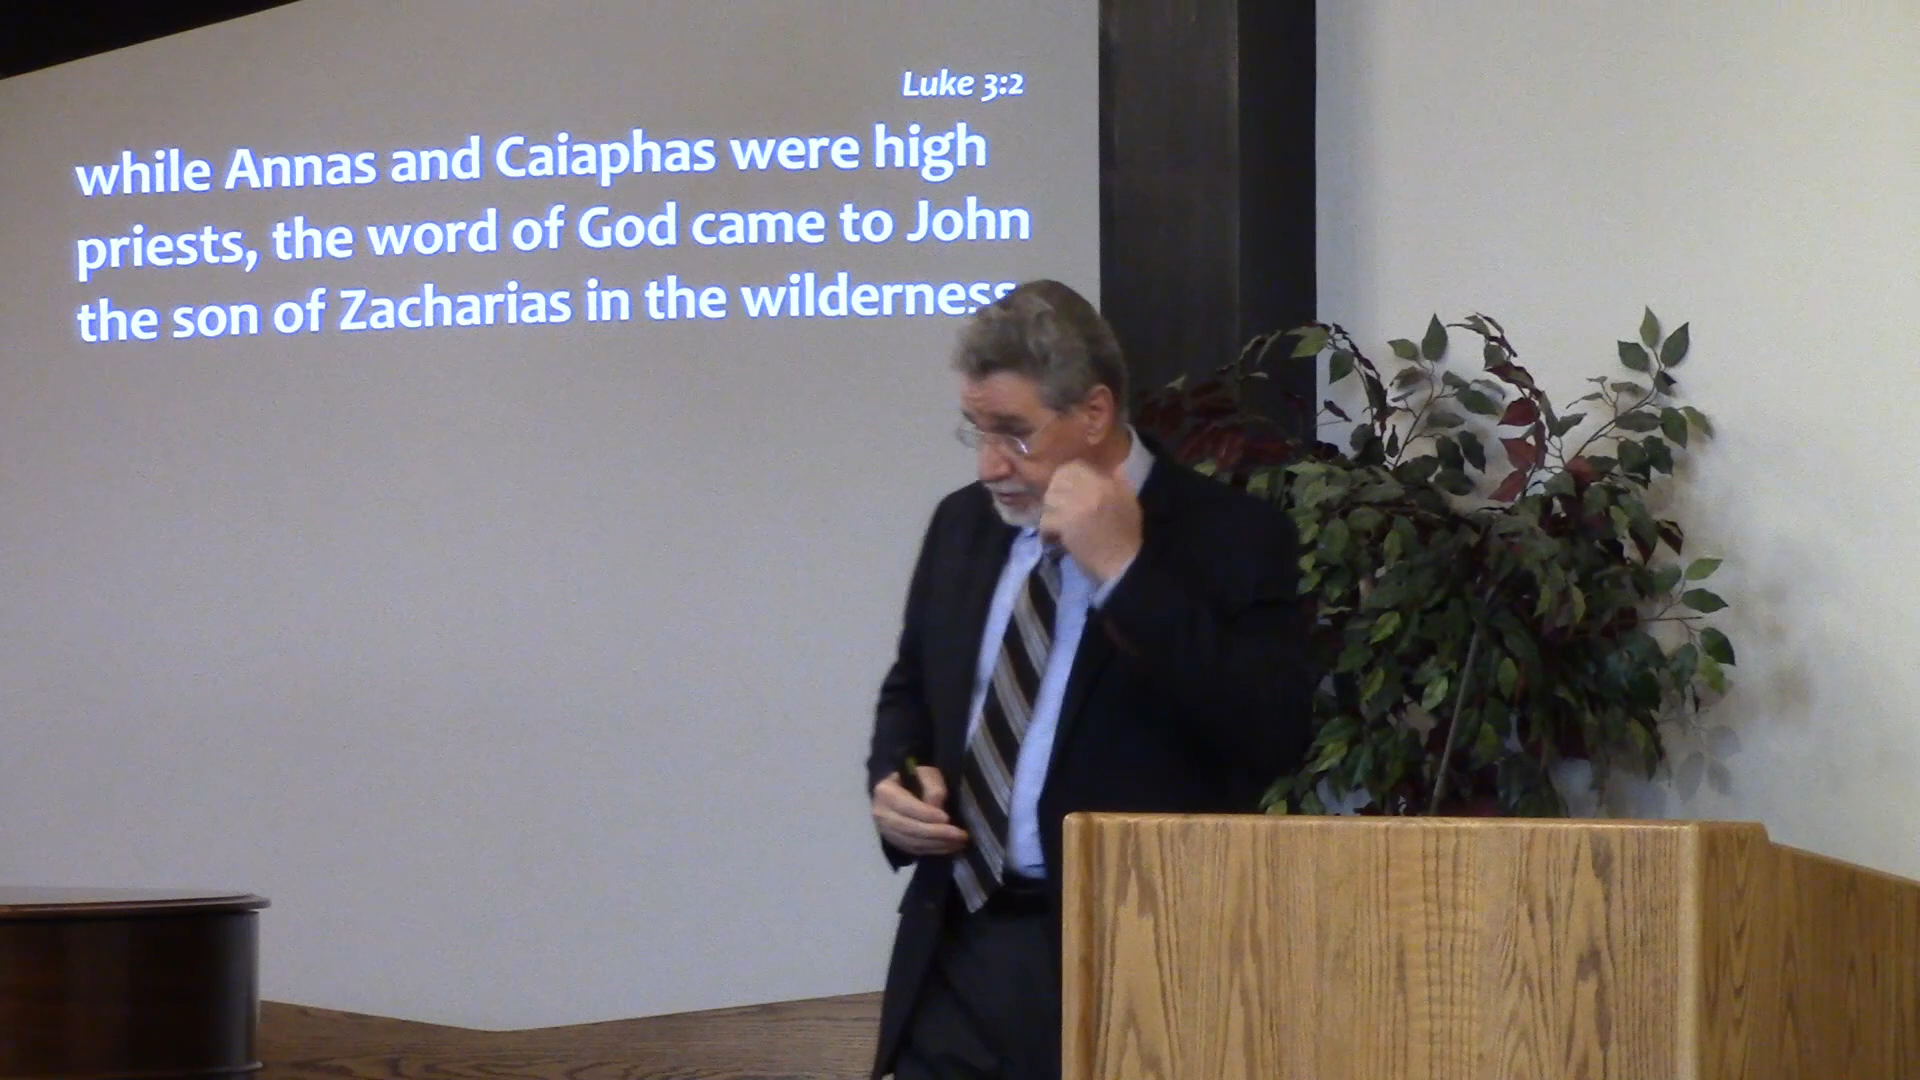 Luke 3:2
while Annas and Caiaphas were high
priests, the word of God came to John
the son of Zacharias in the wilderness